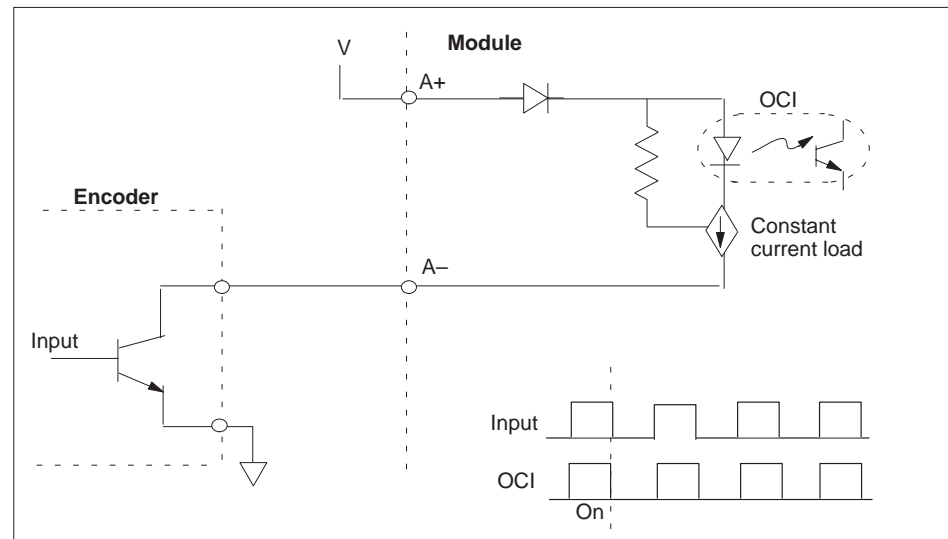 V
Module
A+
OCI
Encoder
Constant
current load
A–
Input
Input
OCI
On